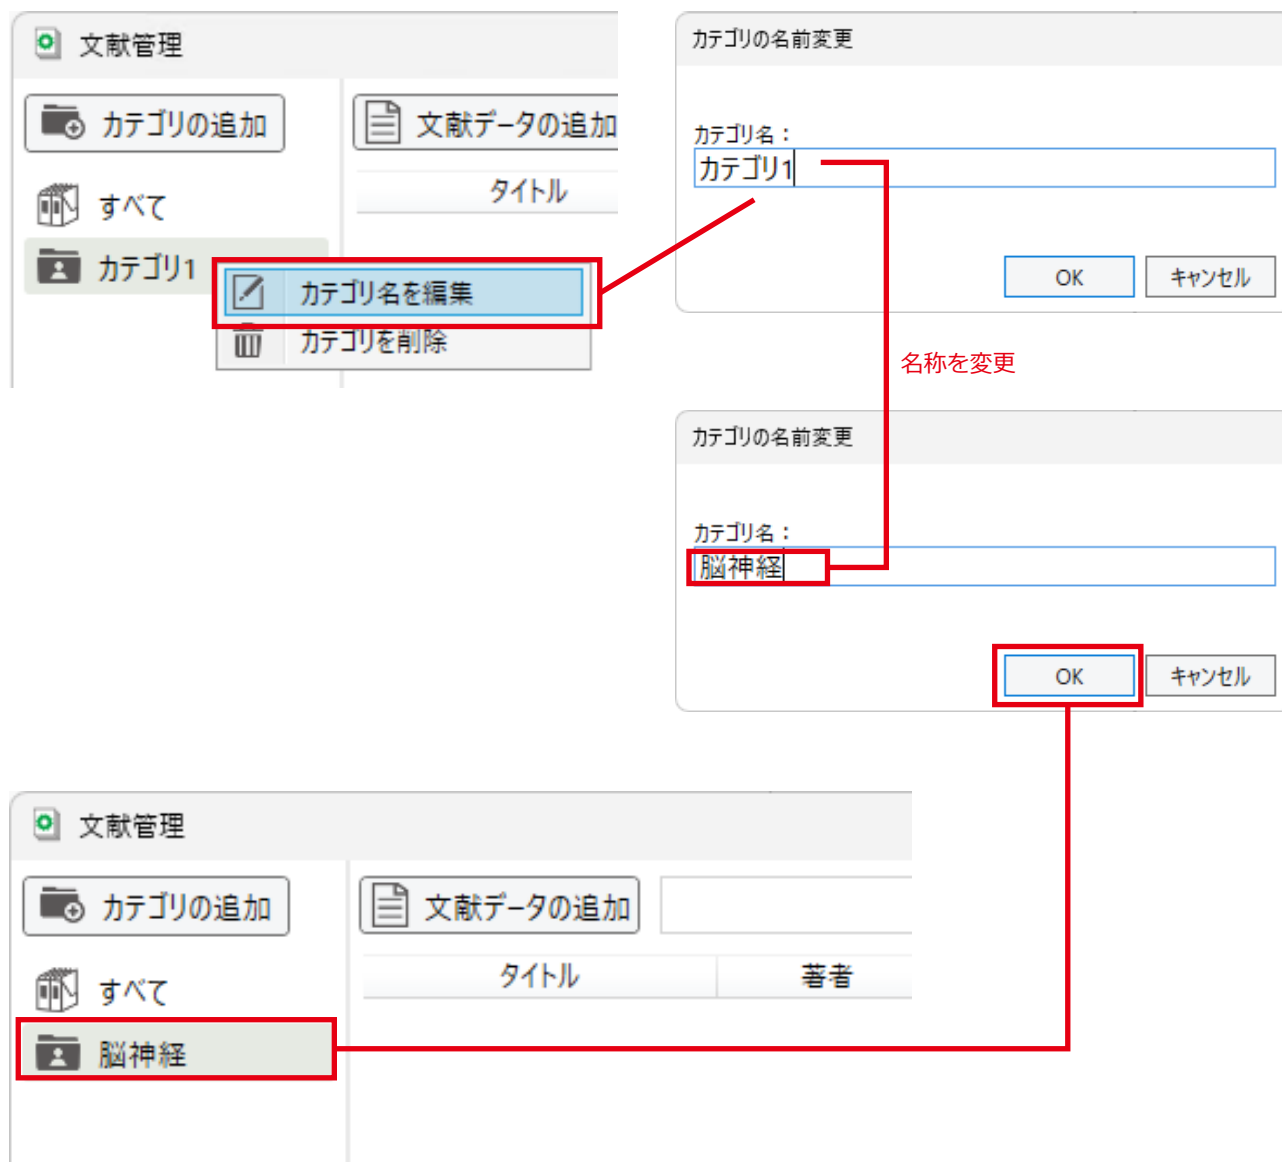 文献管理
カテゴリの追加
文献データの追加
すべて
タイトル
カテゴリ1
カテゴリ名を編集
カテゴリを削除
カテゴリの名前変更
カテゴリ名：
カテゴリ1
OK
キャンセル
名称を変更
カテゴリの名前変更
カテゴリ名：
脳神経
OK
キャンセル
文献管理
カテゴリの追加
文献データの追加
すべて
タイトル
著者
脳神経